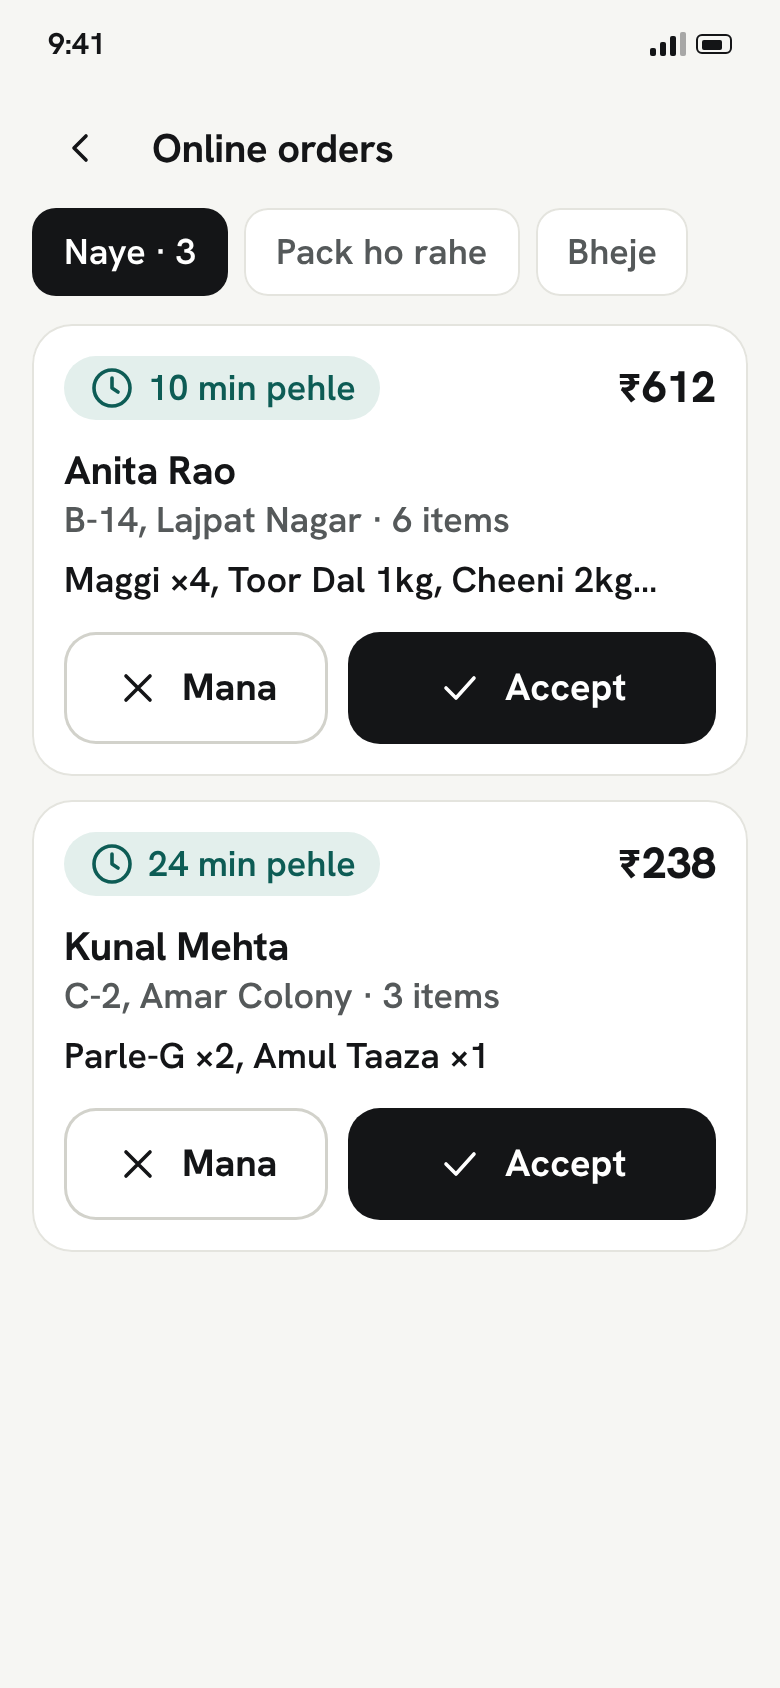 9:41
Online orders
Naye · 3
Pack ho rahe
Bheje
10 min pehle
₹612
Anita Rao
B-14, Lajpat Nagar · 6 items
Maggi ×4, Toor Dal 1kg, Cheeni 2kg...
Mana
Accept
24 min pehle
₹238
Kunal Mehta
C-2, Amar Colony · 3 items
Parle-G ×2, Amul Taaza ×1
Mana
Accept